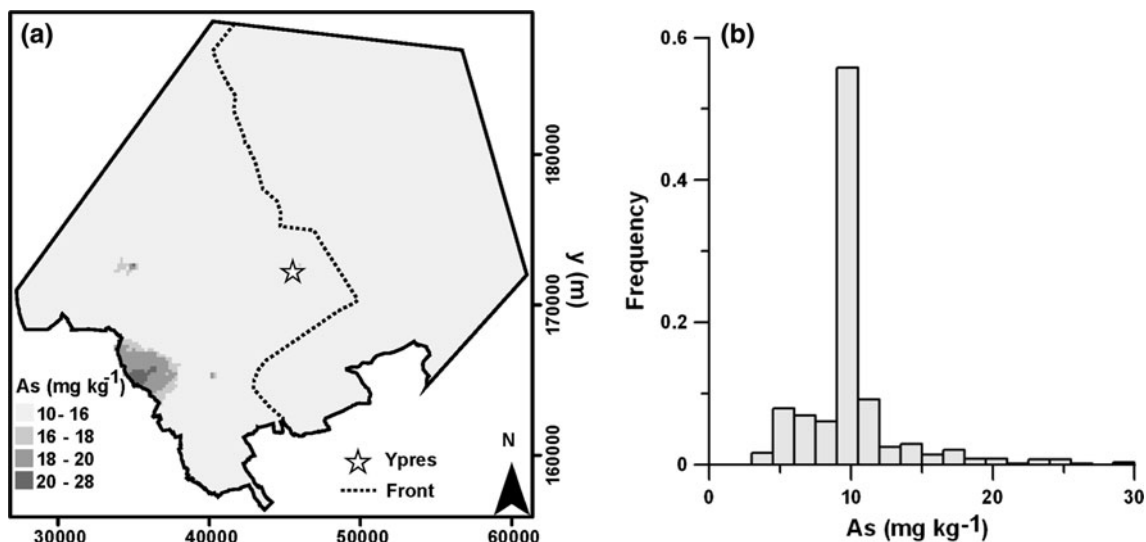 (a)
180000
170000
160000
y (m)
As (mg kg-1)
10 - 16
16 - 18
18 - 20
20 - 28
Ypres
Front
N
30000 40000 50000 60000
(b)
0.6
0.4
0.2
0
Frequency
0 10 20 30
As (mg kg-1)